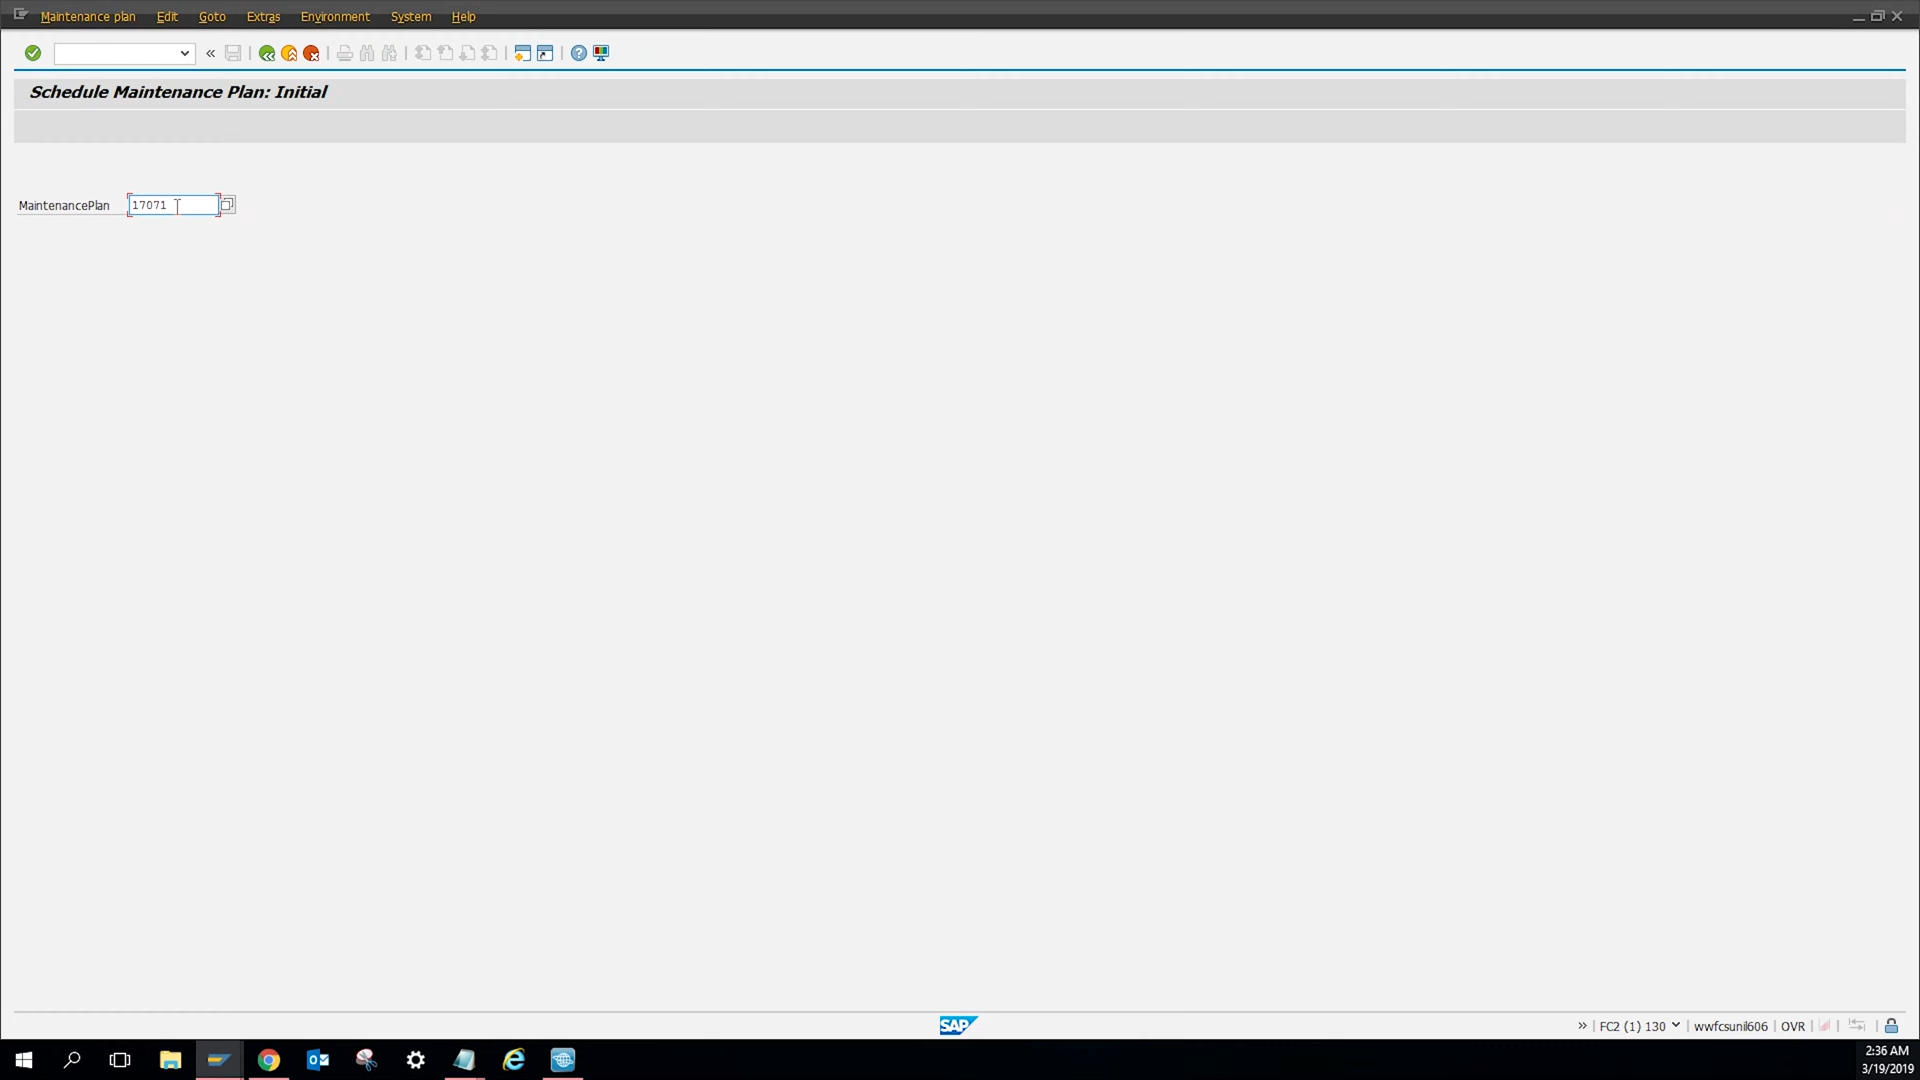 Maintenance plan Edit Goto Extras Environment System Help
Schedule Maintenance Plan: Initial
MaintenancePlan 17071
SAP
FC2 (1) 130 wwfcsunil606 OVR
2:36 AM
3/19/2019